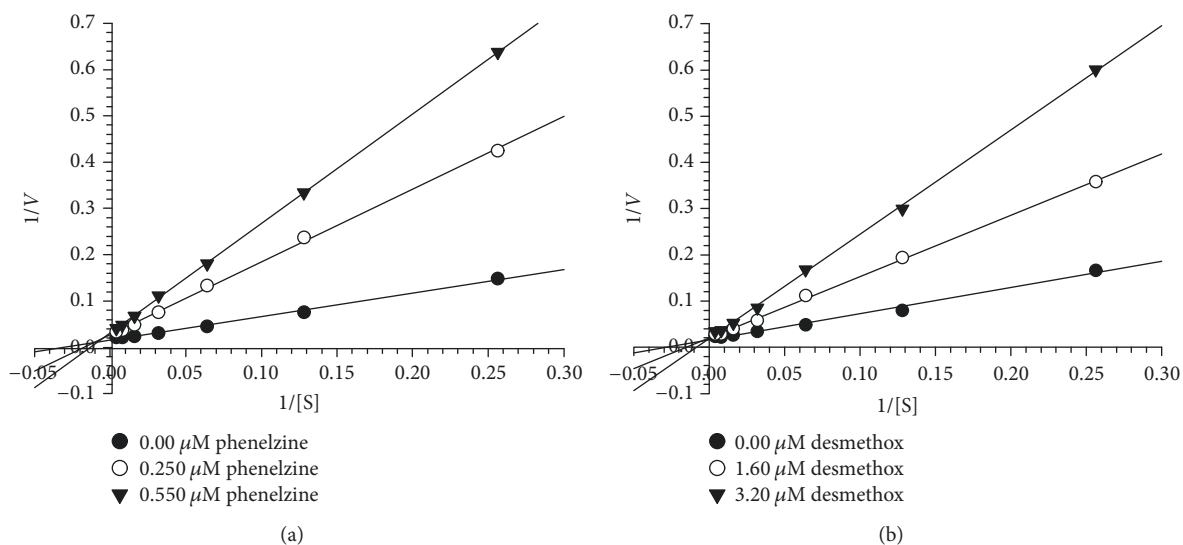 0.7
0.6
0.5
0.4
0.3
0.2
0.1
0.0
−0.1
1/V
−0.05 0.00 0.05 0.10 0.15 0.20 0.25 0.30
1/[S]
0.00 μM phenelzine
0.250 μM phenelzine
0.550 μM phenelzine
(a)
0.7
0.6
0.5
0.4
0.3
0.2
0.1
0.0
−0.1
1/V
−0.05 0.00 0.05 0.10 0.15 0.20 0.25 0.30
1/[S]
0.00 μM desmethox
1.60 μM desmethox
3.20 μM desmethox
(b)